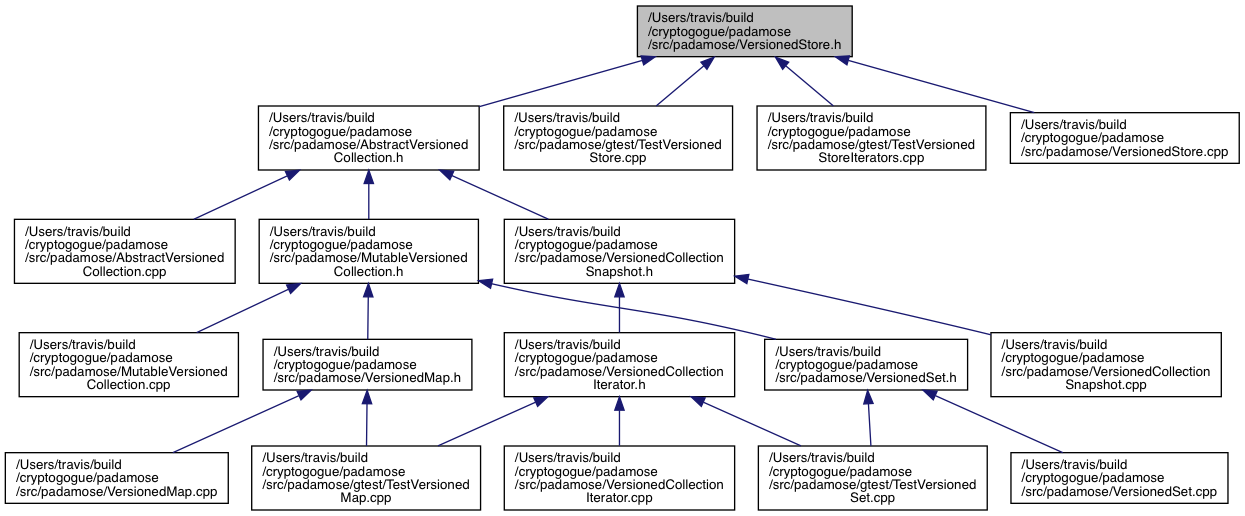 /Users/travis/build
/cryptogogue/padamose
/src/padamose/VersionedStore.h
/Users/travis/build
/cryptogogue/padamose
/src/padamose/AbstractVersioned
Collection.h
/Users/travis/build
/cryptogogue/padamose
/src/padamose/gtest/TestVersioned
Store.cpp
/Users/travis/build
/cryptogogue/padamose
/src/padamose/gtest/TestVersioned
StoreIterators.cpp
/Users/travis/build
/cryptogogue/padamose
/src/padamose/VersionedStore.cpp
/Users/travis/build
/cryptogogue/padamose
/src/padamose/AbstractVersioned
Collection.cpp
/Users/travis/build
/cryptogogue/padamose
/src/padamose/MutableVersioned
Collection.h
/Users/travis/build
/cryptogogue/padamose
/src/padamose/VersionedCollection
Snapshot.h
/Users/travis/build
/cryptogogue/padamose
/src/padamose/MutableVersioned
Collection.cpp
/Users/travis/build
/cryptogogue/padamose
/src/padamose/VersionedMap.h
/Users/travis/build
/cryptogogue/padamose
/src/padamose/VersionedCollection
Iterator.h
/Users/travis/build
/cryptogogue/padamose
/src/padamose/VersionedSet.h
/Users/travis/build
/cryptogogue/padamose
/src/padamose/VersionedCollection
Snapshot.cpp
/Users/travis/build
/cryptogogue/padamose
/src/padamose/VersionedMap.cpp
/Users/travis/build
/cryptogogue/padamose
/src/padamose/gtest/TestVersioned
Map.cpp
/Users/travis/build
/cryptogogue/padamose
/src/padamose/VersionedCollection
Iterator.cpp
/Users/travis/build
/cryptogogue/padamose
/src/padamose/gtest/TestVersioned
Set.cpp
/Users/travis/build
/cryptogogue/padamose
/src/padamose/VersionedSet.cpp